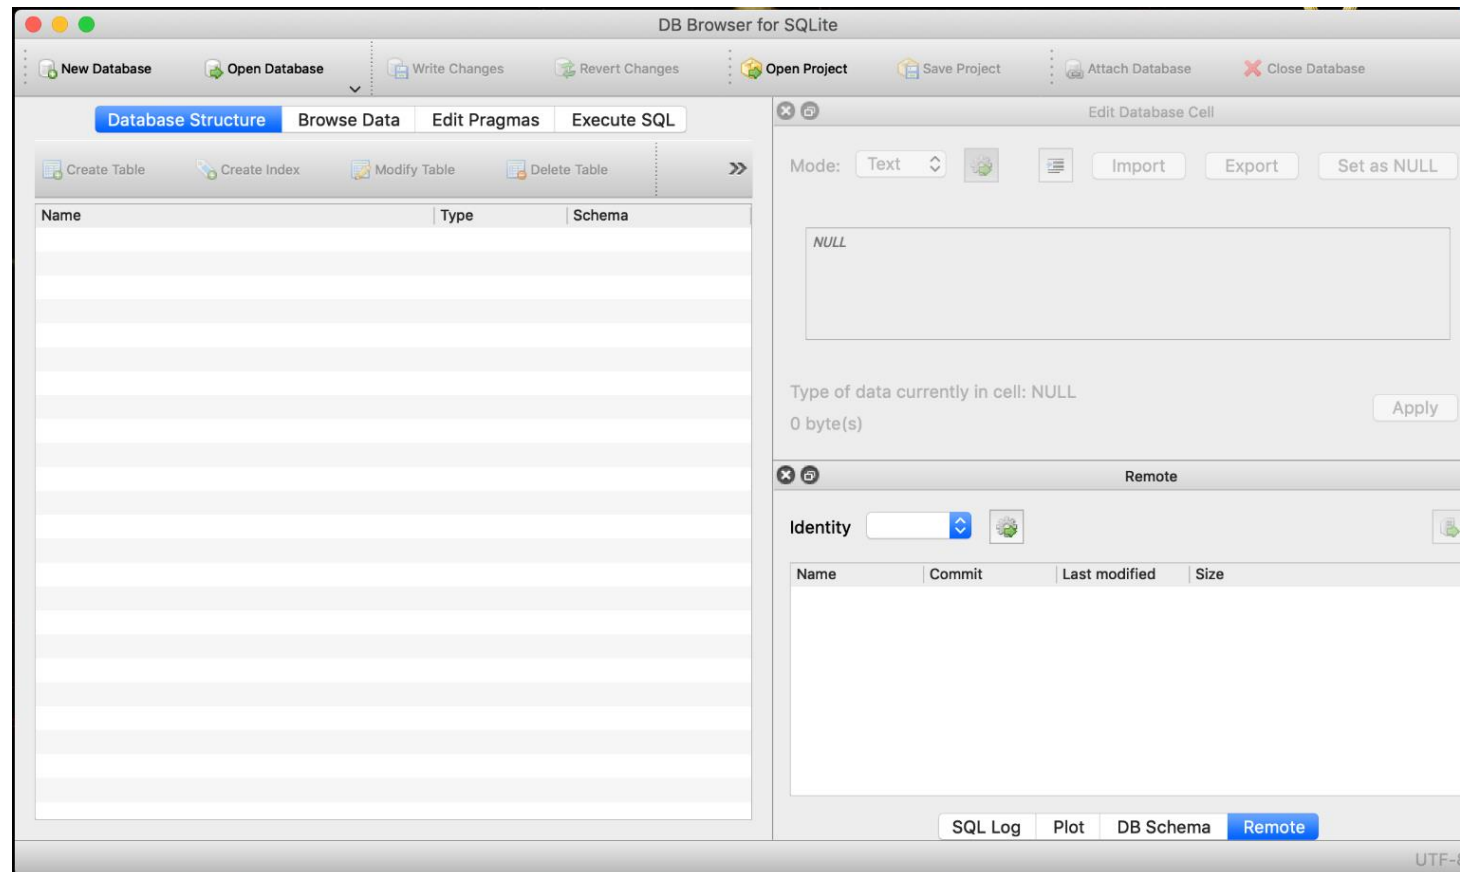 DB Browser for SQLite
New Database Open Database Write Changes Revert Changes Open Project Save Project Attach Database Close Database
Database Structure Browse Data Edit Pragmas Execute SQL
Create Table Create Index Modify Table Delete Table
Name Type Schema
Edit Database Cell
Mode: Text Import Export Set as NULL
NULL
Type of data currently in cell: NULL
0 byte(s)
Apply
Remote
Identity
Name Commit Last modified Size
SQL Log Plot DB Schema Remote